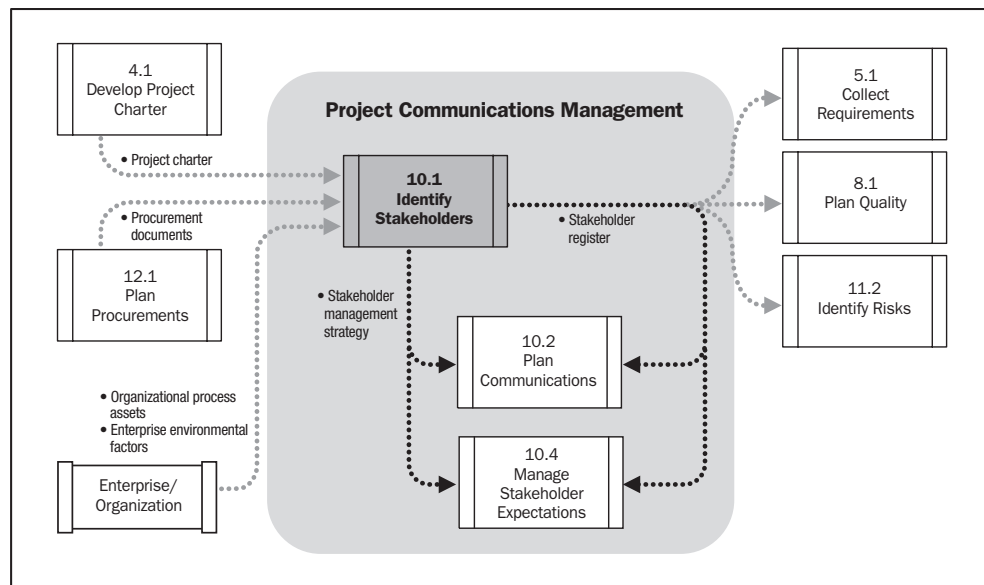 4.1
Develop Project
Charter
• Project charter
• Procurement
documents
12.1
Plan
Procurements
• Organizational process
assets
• Enterprise environmental
factors
Enterprise/
Organization
Project Communications Management
10.1
Identify
Stakeholders
• Stakeholder
register
• Stakeholder
management
strategy
10.2
Plan
Communications
10.4
Manage
Stakeholder
Expectations
5.1
Collect
Requirements
8.1
Plan Quality
11.2
Identify Risks